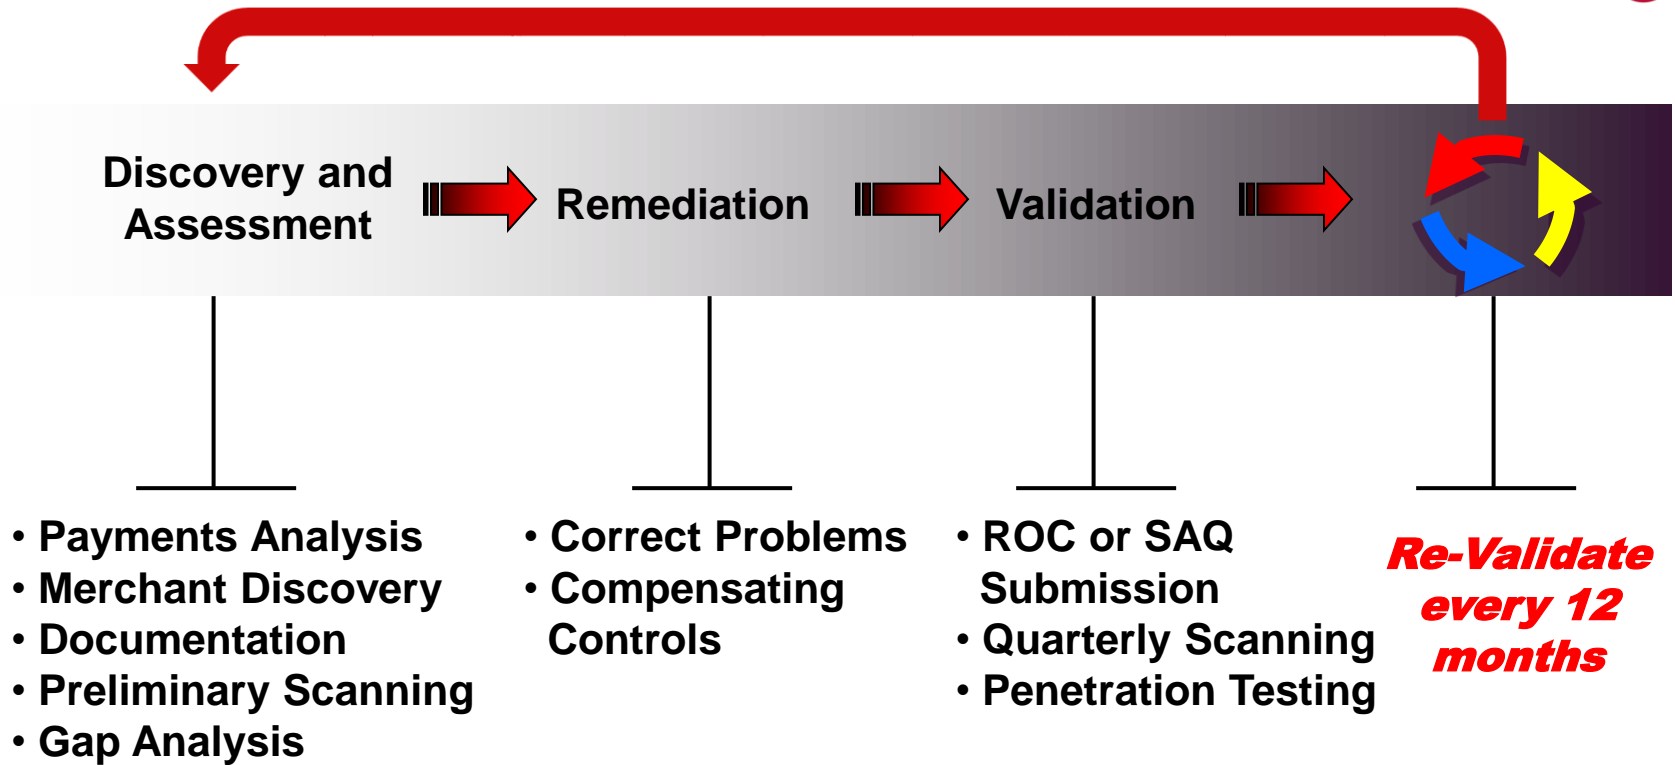 Discovery and
Assessment
Remediation
Validation
• Payments Analysis
• Merchant Discovery
• Documentation
• Preliminary Scanning
• Gap Analysis
• Correct Problems
• Compensating
Controls
• ROC or SAQ
Submission
• Quarterly Scanning
• Penetration Testing
Re-Validate
every 12
months